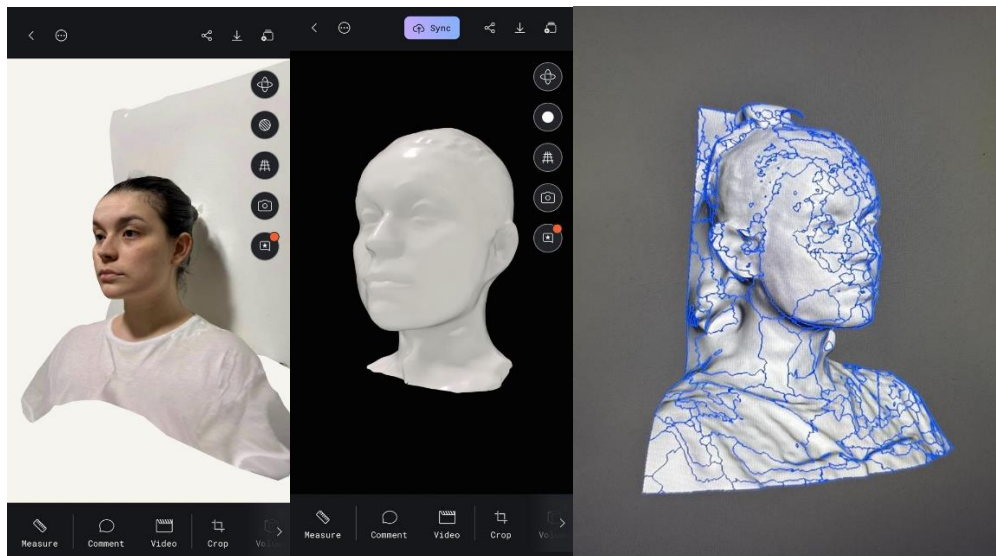 Sync
Measure
Comment
Video
Crop
Measure
Comment
Video
Crop